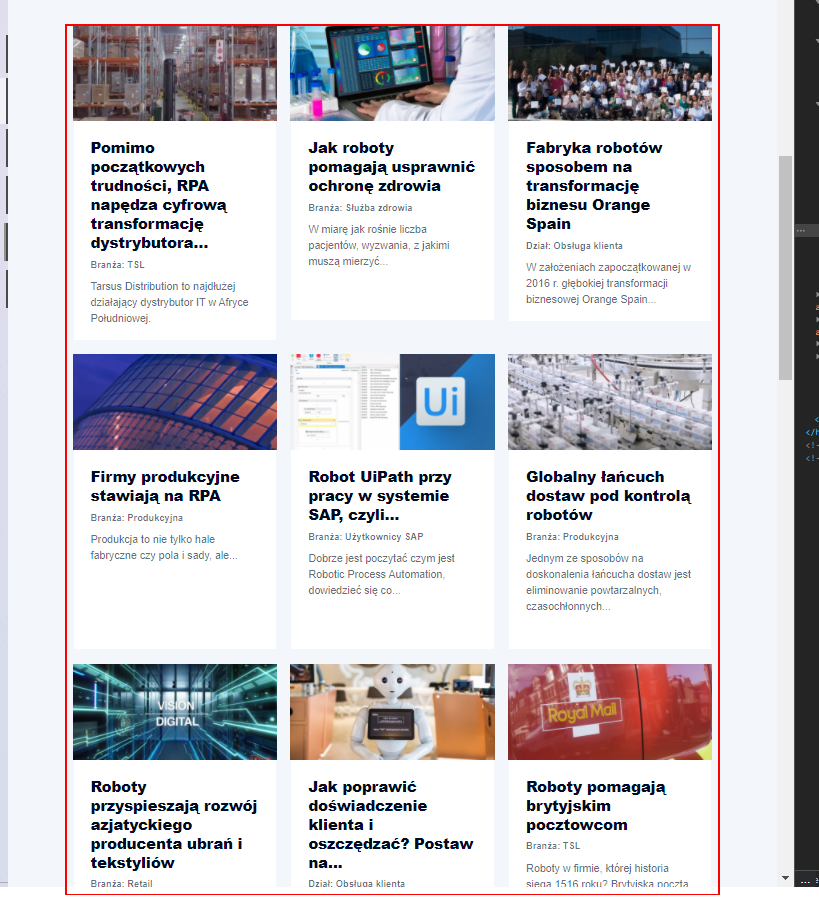 Pomimo
początkowych
trudności, RPA
napędza cyfrową
transformację
dystrybutora...
Branża: TSL
Tarsus Distribution to najdłużej
działający dystrybutor IT w Afryce
Południowej.
Jak roboty
pomagają usprawnić
ochronę zdrowia
Branża: Służba zdrowia
W miarę jak rośnie liczba
pacjentów, wyzwania, z jakimi
muszą mierzyć...
Fabryka robotów
sposobem na
transformację
biznesu Orange
Spain
Dział: Obsługa klienta
W założeniach zapoczątkowanej w
2016 r. głębokiej transformacji
biznesowej Orange Spain...
Firmy produkcyjne
stawiają na RPA
Branża: Produkcyjna
Produkcja to nie tylko hale
fabryczne czy pola i sady, ale...
Ui
Robot UiPath przy
pracy w systemie
SAP, czyli...
Branża: Użytkownicy SAP
Dobrze jest poczytać czym jest
Robotic Process Automation,
dowiedzieć się co...
Globalny łańcuch
dostaw pod kontrolą
robotów
Branża: Produkcyjna
Jednym ze sposobów na
doskonalenia łańcucha dostaw jest
eliminowanie powtarzalnych,
czasochłonnych...
VISION
DIGITAL
Roboty
przyspieszają rozwój
azjatyckiego
producenta ubrań i
tekstyliów
Branża: Retail
Jak poprawić
doświadczenie
klienta i
oszczędzać? Postaw
na...
Dział: Obsługa klienta
Royal Mail
Roboty pomagają
brytyjskim
pocztowcom
Branża: TSL
Roboty w firmie, której historia
sięga 1516 roku? Brytyjska poczta